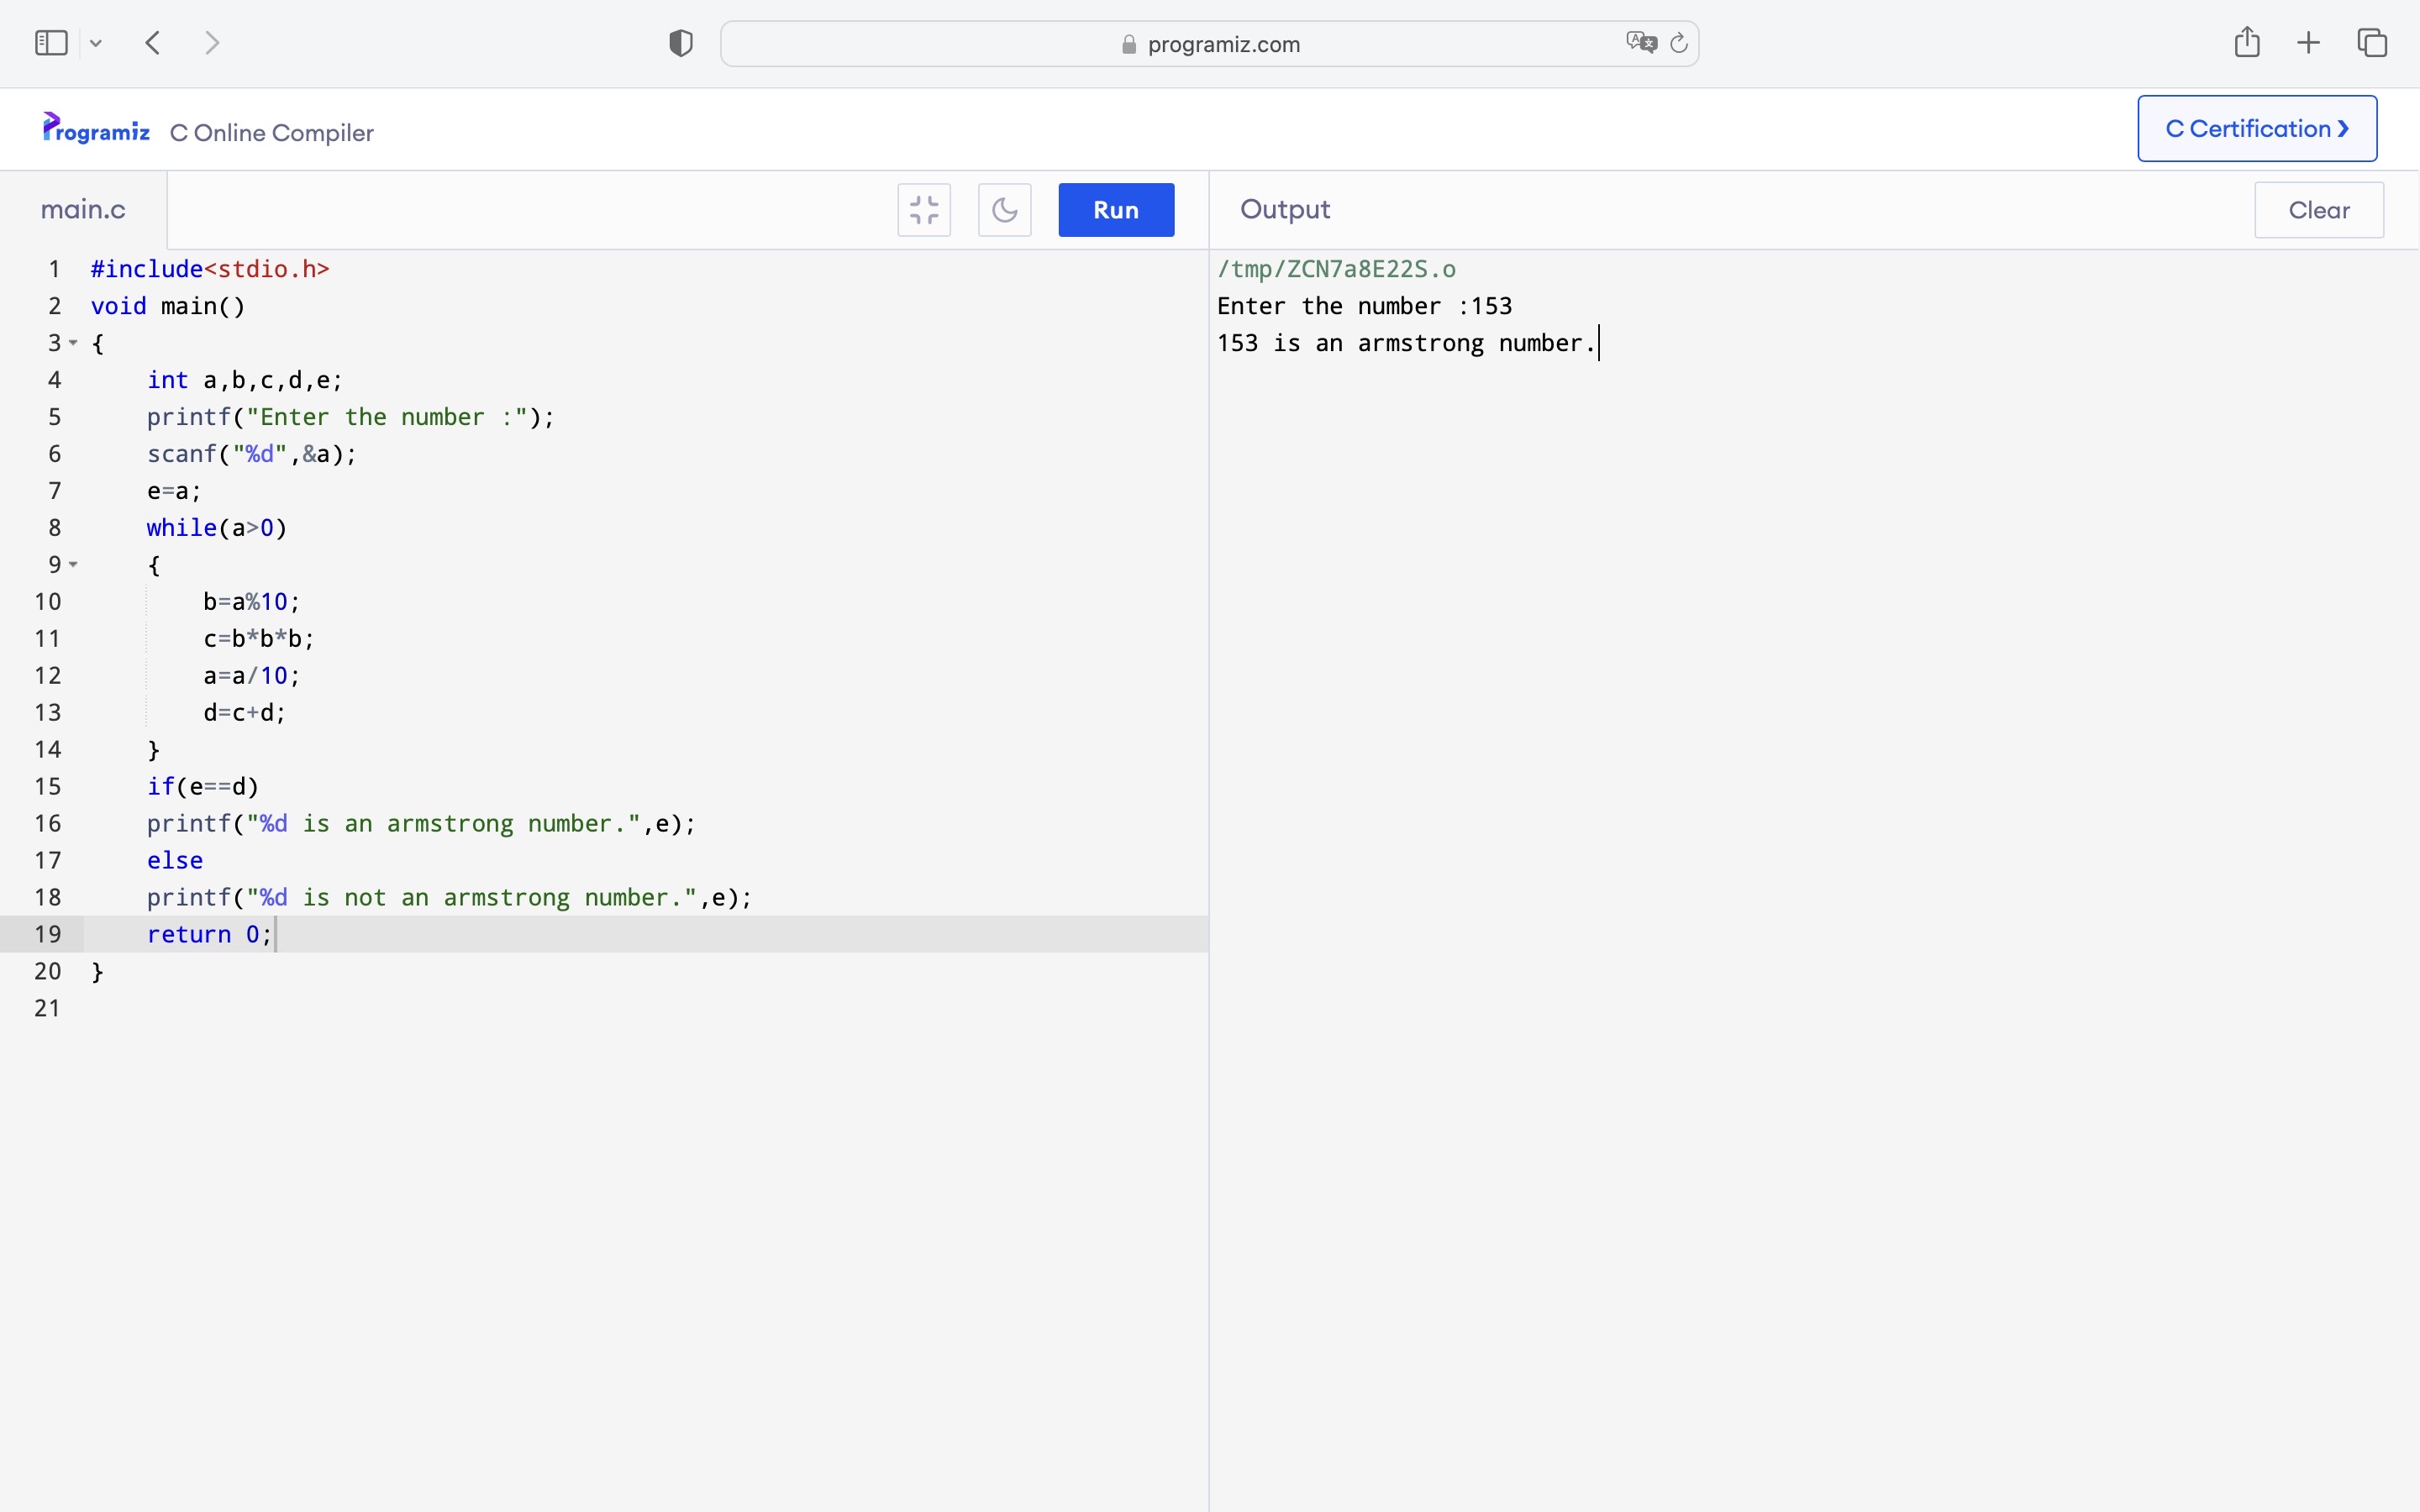 programiz.com
Programiz C Online Compiler
C Certification ❯
main.c
Run
Output
Clear
1 #include<stdio.h>
2 void main()
3 {
4     int a,b,c,d,e;
5     printf("Enter the number :");
6     scanf("%d",&a);
7     e=a;
8     while(a>0)
9     {
10         b=a%10;
11         c=b*b*b;
12         a=a/10;
13         d=c+d;
14     }
15     if(e==d)
16     printf("%d is an armstrong number.",e);
17     else
18     printf("%d is not an armstrong number.",e);
19     return 0;
20 }
21
/tmp/ZCN7a8E22S.o
Enter the number :153
153 is an armstrong number.